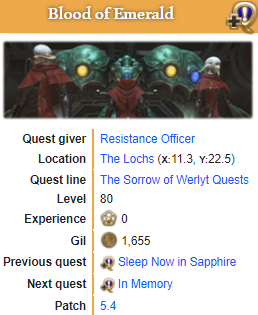 Blood of Emerald
Quest giver Resistance Officer
Location The Lochs (X:11.3, Y:22.5)
Quest line The Sorrow of Werlyt Quests
Level 80
Experience 0
Gil 1,655
Previous quest Sleep Now in Sapphire
Next quest In Memory
Patch 5.4